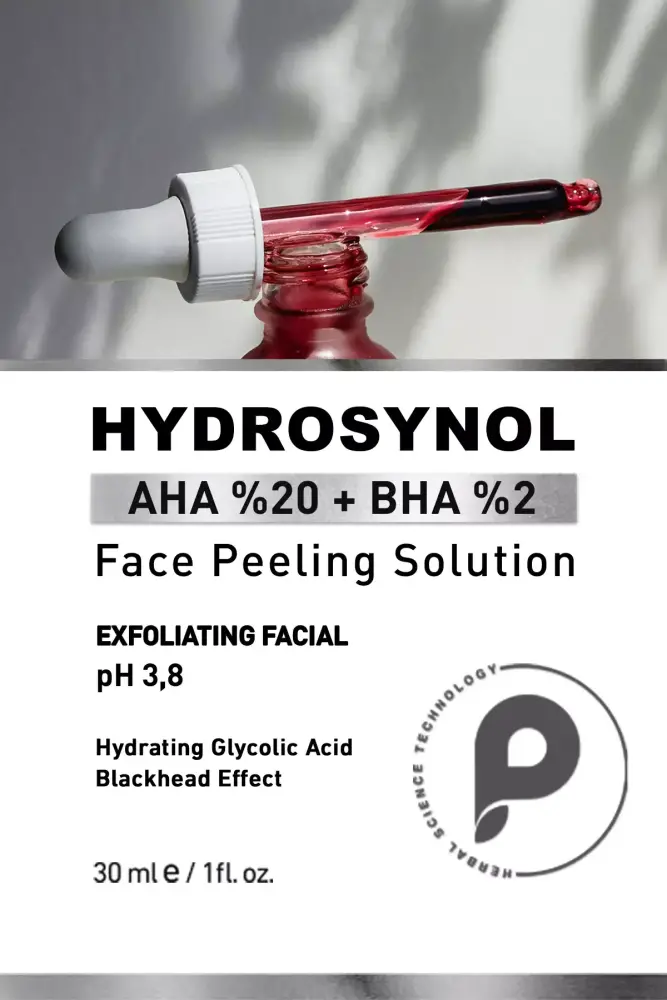 HYDROSYNOL
AHA %20 + BHA %2
Face Peeling Solution
EXFOLIATING FACIAL
pH 3,8
Hydrating Glycolic Acid
Blackhead Effect
HERBAL SCIENCE TECHNOLOGY
30 ml e / 1fl. oz.